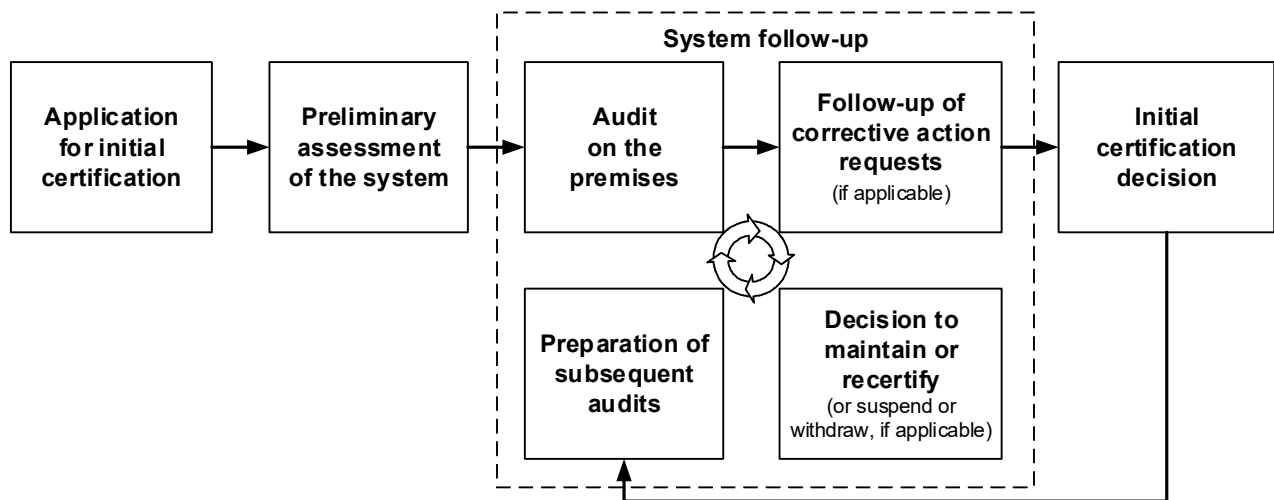 System follow-up
Application
for initial
certification
Preliminary
assessment
of the system
Audit
on the
premises
Follow-up of
corrective action
requests
(if applicable)
Initial
certification
decision
Preparation of
subsequent
audits
Decision to
maintain or
recertify
(or suspend or
withdraw, if applicable)